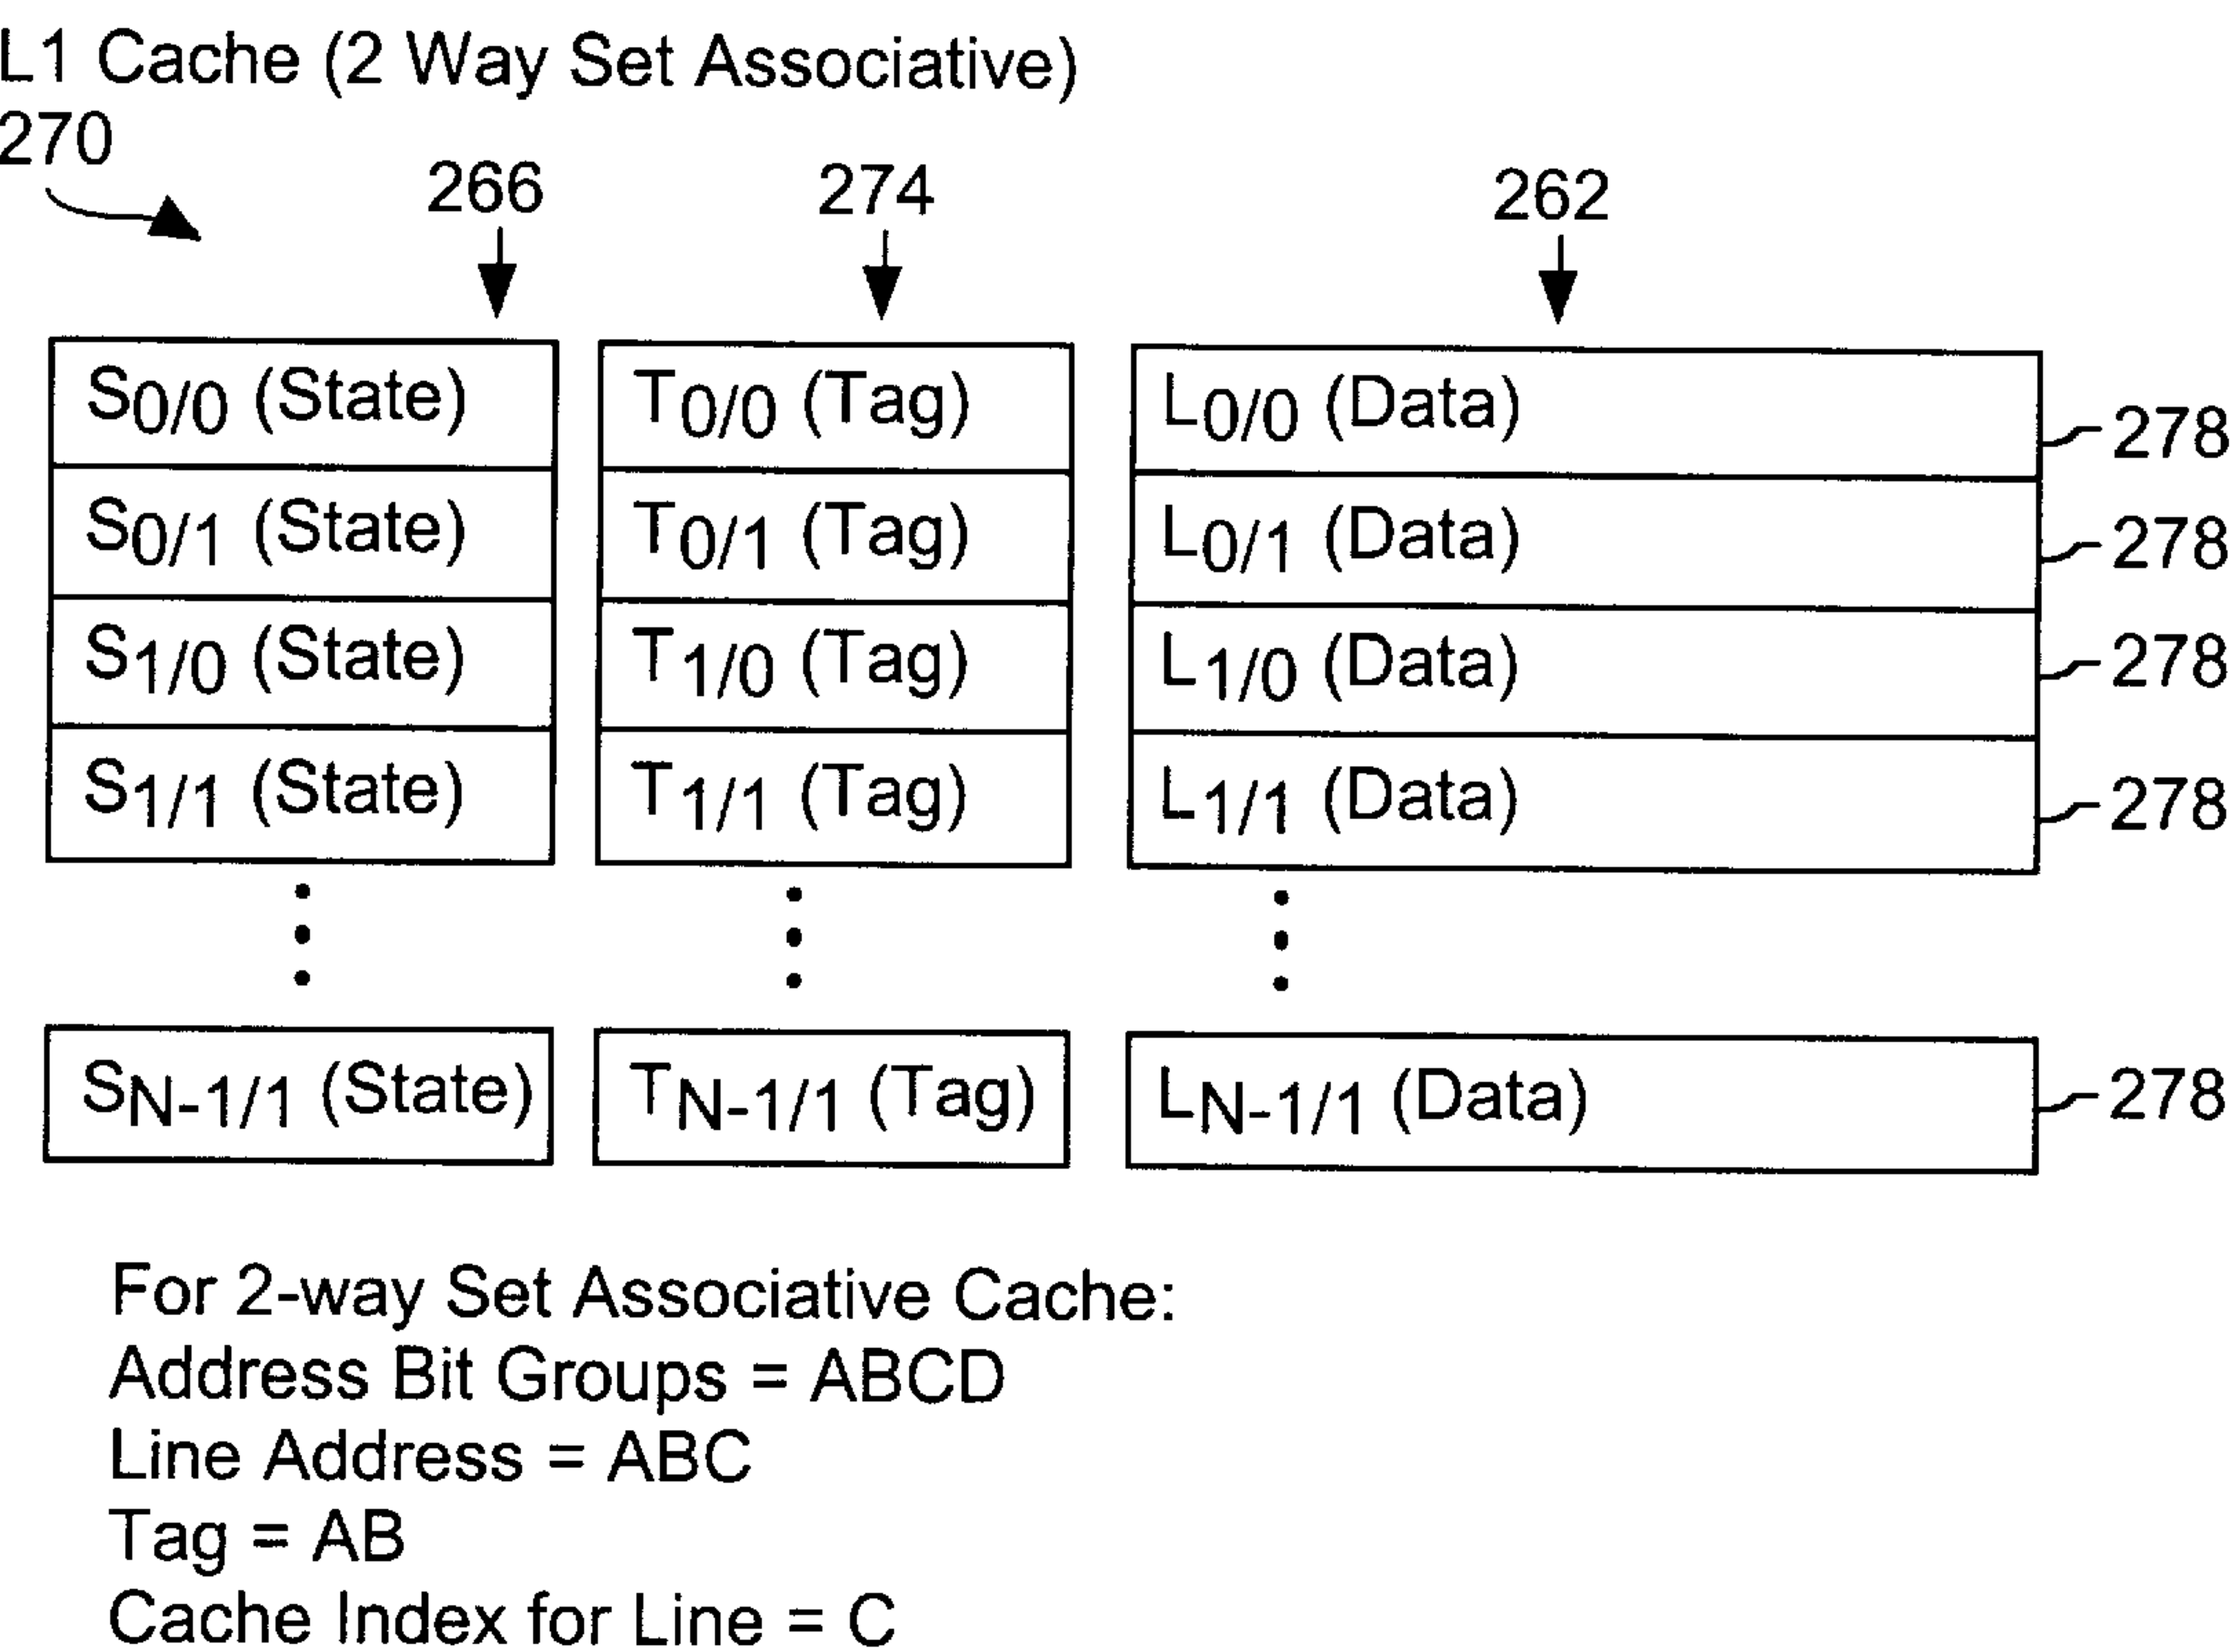 L1 Cache (2 Way Set Associative)
270
266 274 262
S0/0 (State) T0/0 (Tag) L0/0 (Data) 278
S0/1 (State) T0/1 (Tag) L0/1 (Data) 278
S1/0 (State) T1/0 (Tag) L1/0 (Data) 278
S1/1 (State) T1/1 (Tag) L1/1 (Data) 278
SN-1/1 (State) TN-1/1 (Tag) LN-1/1 (Data) 278
For 2-way Set Associative Cache:
Address Bit Groups = ABCD
Line Address = ABC
Tag = AB
Cache Index for Line = C